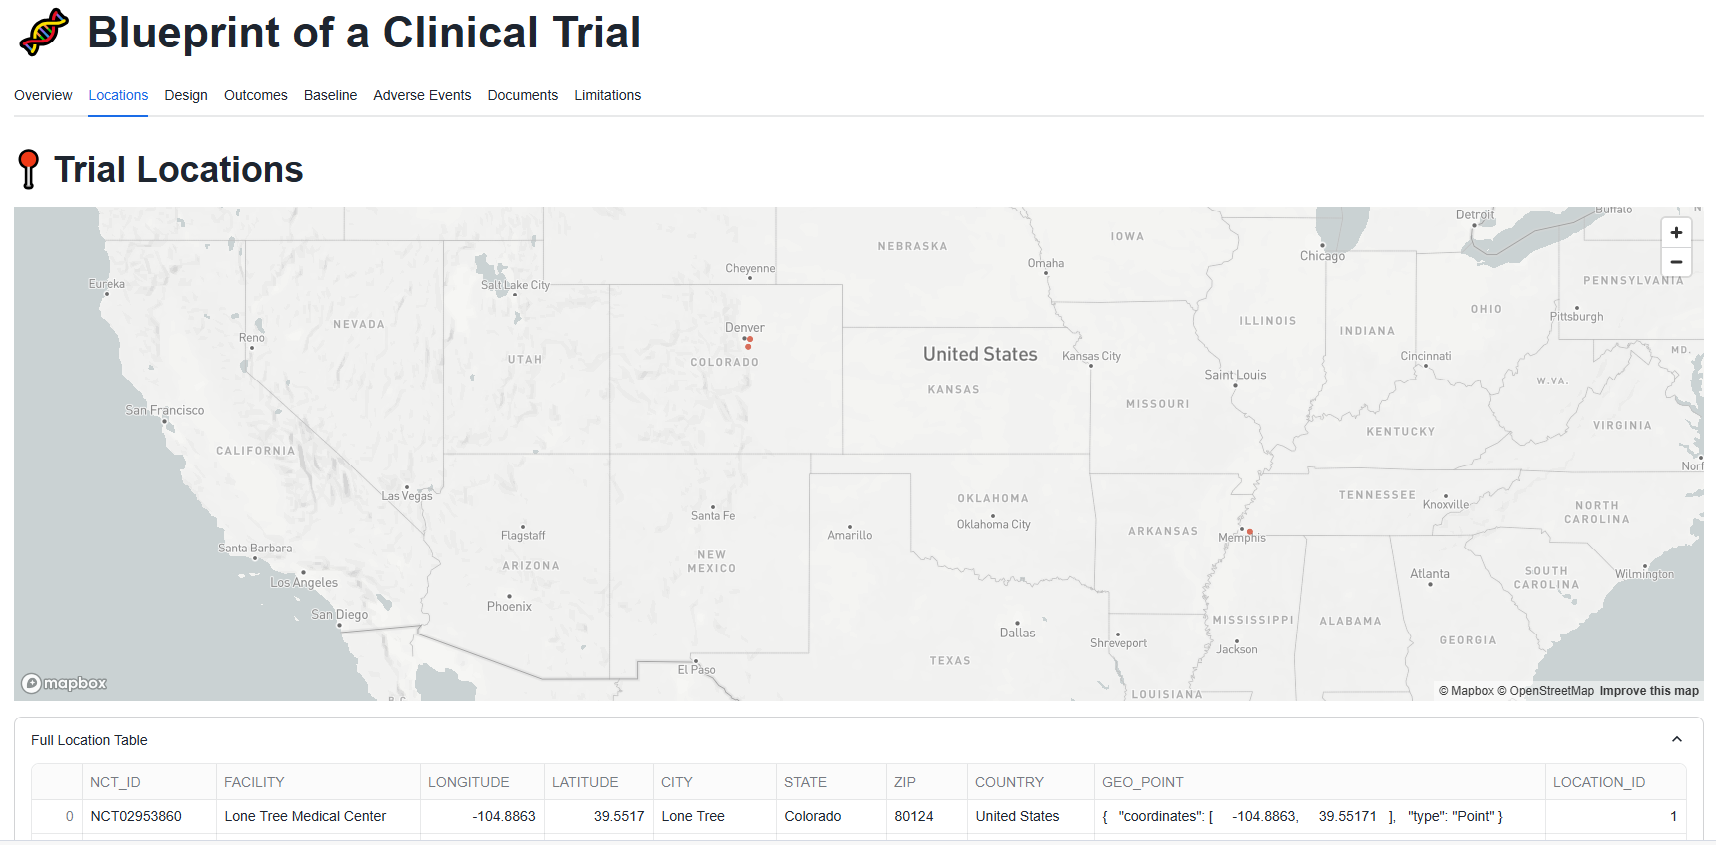 Blueprint of a Clinical Trial
Overview Locations Design Outcomes Baseline Adverse Events Documents Limitations
Trial Locations
Detroit
Buffalo
IOWA
NEBRASKA
Chicago
Omaha
Cheyenne
Eureka
Salt Lake City
PENNSYLVANIA
OHIO
Pittsburgh
ILLINOIS
NEVADA
Denver
INDIANA
Reno
MD.
United States
Kansas City
Cincinnati
UTAH
COLORADO
Saint Louis
KANSAS
W.VA.
MISSOURI
San Francisco
VIRGINIA
KENTUCKY
CALIFORNIA
Norf
Las Vegas
OKLAHOMA
TENNESSEE
Knoxville
Santa Fe
NORTH
CAROLINA
Oklahoma City
Flagstaff
Amarillo
ARKANSAS
Memphis
Santa Barbara
NEW
MEXICO
ARIZONA
Los Angeles
Atlanta
SOUTH
CAROLINA
Wilmington
Phoenix
San Diego
MISSISSIPPI
ALABAMA
Dallas
Shreveport
GEORGIA
Jackson
TEXAS
El Paso
mapbox
B.C.
LOUISIANA
© Mapbox © OpenStreetMap Improve this map
Full Location Table
NCT_ID FACILITY LONGITUDE LATITUDE CITY STATE ZIP COUNTRY GEO_POINT LOCATION_ID
0 NCT02953860 Lone Tree Medical Center -104.8863 39.5517 Lone Tree Colorado 80124 United States { "coordinates": [ -104.8863, 39.55171 ], "type": "Point" } 1